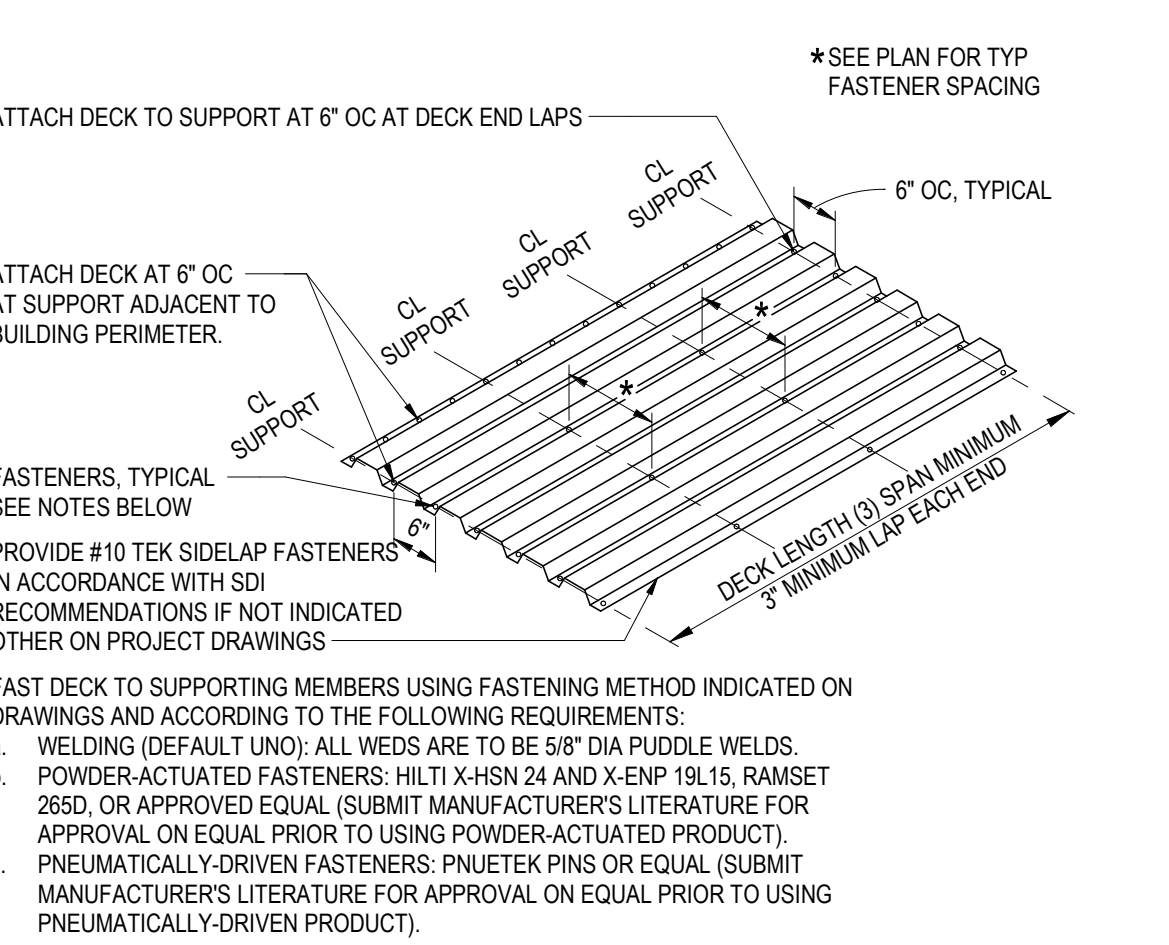 *SEE PLAN FOR TYP
FASTENER SPACING
ATTACH DECK TO SUPPORT AT 6" OC AT DECK END LAPS
6" OC, TYPICAL
CL
SUPPORT
CL
SUPPORT
CL
SUPPORT
CL
SUPPORT
ATTACH DECK AT 6" OC
AT SUPPORT ADJACENT TO
BUILDING PERIMETER.
*
*
FASTENERS, TYPICAL
SEE NOTES BELOW
6"
DECK LENGTH (3) SPAN MINIMUM
3" MINIMUM LAP EACH END
PROVIDE #10 TEK SIDELAP FASTENERS
IN ACCORDANCE WITH SDI
RECOMMENDATIONS IF NOT INDICATED
OTHER ON PROJECT DRAWINGS
FAST DECK TO SUPPORTING MEMBERS USING FASTENING METHOD INDICATED ON
DRAWINGS AND ACCORDING TO THE FOLLOWING REQUIREMENTS:
. WELDING (DEFAULT UNO): ALL WEDS ARE TO BE 5/8" DIA PUDDLE WELDS.
. POWDER-ACTUATED FASTENERS: HILTI X-HSN 24 AND X-ENP 19L15, RAMSET
265D, OR APPROVED EQUAL (SUBMIT MANUFACTURER'S LITERATURE FOR
APPROVAL ON EQUAL PRIOR TO USING POWDER-ACTUATED PRODUCT).
. PNEUMATICALLY-DRIVEN FASTENERS: PNUETEK PINS OR EQUAL (SUBMIT
MANUFACTURER'S LITERATURE FOR APPROVAL ON EQUAL PRIOR TO USING
PNEUMATICALLY-DRIVEN PRODUCT).